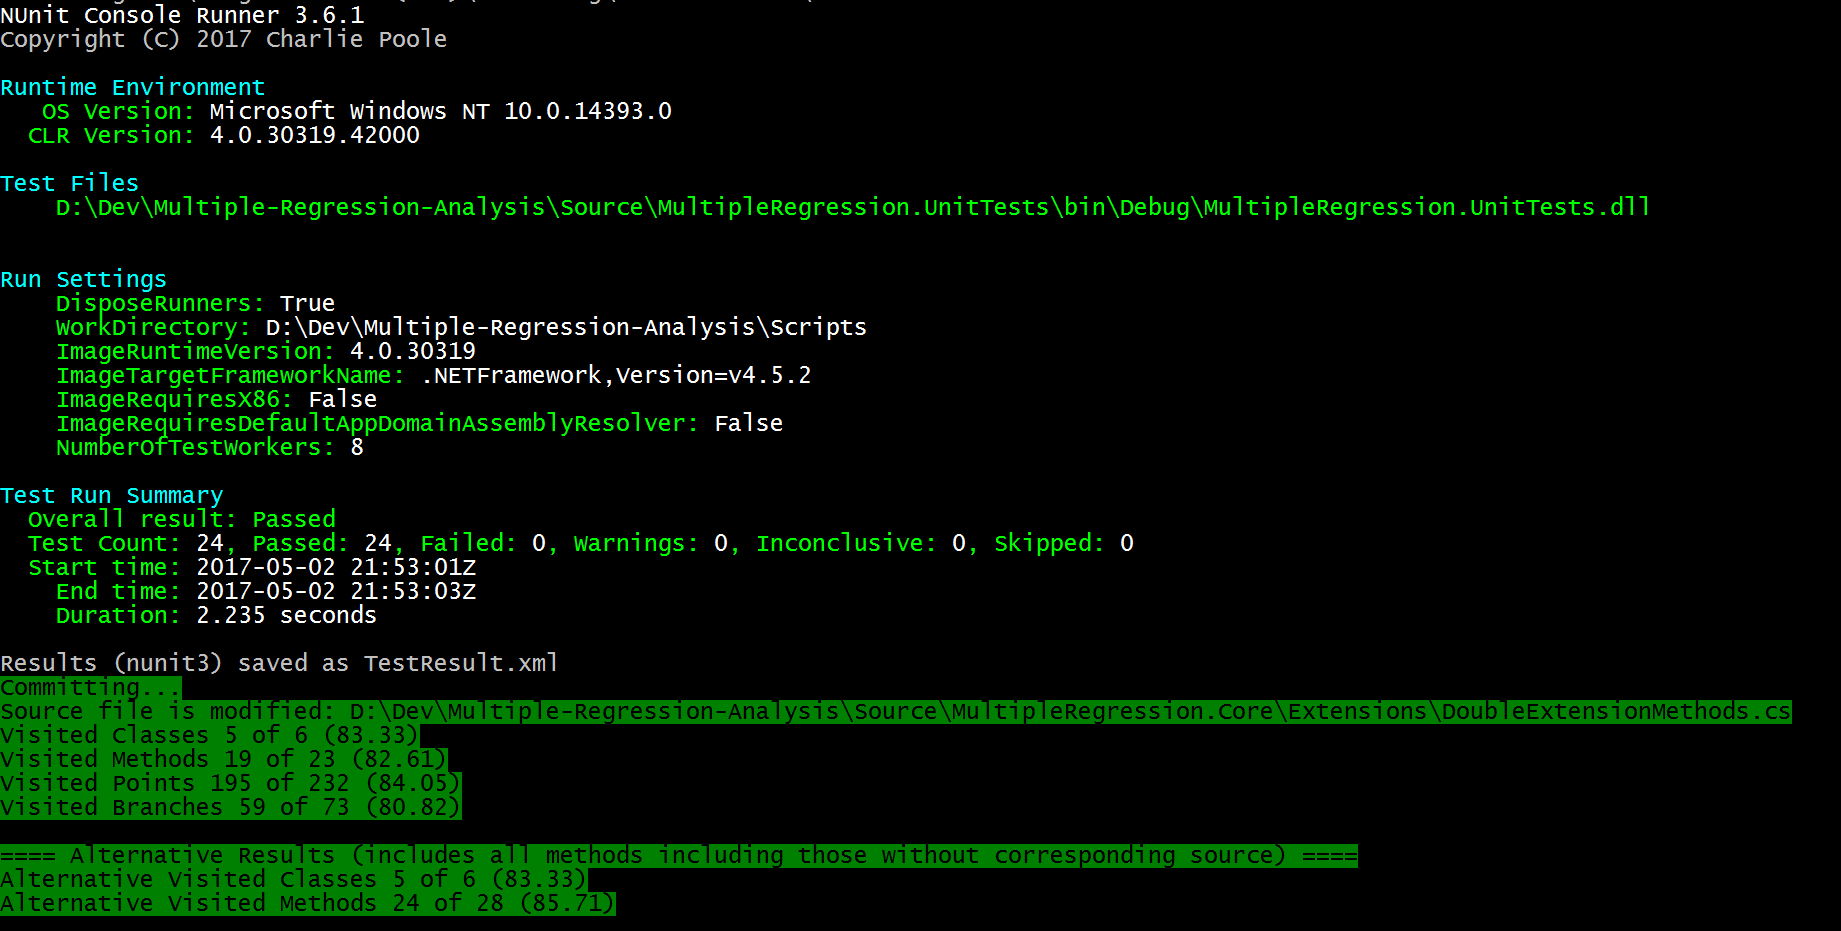 NUnit Console Runner 3.6.1
Copyright (C) 2017 Charlie Poole
Runtime Environment
OS Version: Microsoft Windows NT 10.0.14393.0
CLR Version: 4.0.30319.42000
Test Files
D:\Dev\Multiple-Regression-Analysis\Source\MultipleRegression.UnitTests\bin\Debug\MultipleRegression.UnitTests.dll
Run Settings
DisposeRunners: True
WorkDirectory: D:\Dev\Multiple-Regression-Analysis\Scripts
ImageRuntimeVersion: 4.0.30319
ImageTargetFrameworkName: .NETFramework,Version=v4.5.2
ImageRequiresX86: False
ImageRequiresDefaultAppDomainAssemblyResolver: False
NumberOfTestWorkers: 8
Test Run Summary
Overall result: Passed
Test Count: 24, Passed: 24, Failed: 0, Warnings: 0, Inconclusive: 0, Skipped: 0
Start time: 2017-05-02 21:53:01Z
End time: 2017-05-02 21:53:03Z
Duration: 2.235 seconds
Results (nunit3) saved as TestResult.xml
Committing...
Source file is modified: D:\Dev\Multiple-Regression-Analysis\Source\MultipleRegression.Core\Extensions\DoubleExtensionMethods.cs
Visited Classes 5 of 6 (83.33)
Visited Methods 19 of 23 (82.61)
Visited Points 195 of 232 (84.05)
Visited Branches 59 of 73 (80.82)
==== Alternative Results (includes all methods including those without corresponding source) ====
Alternative Visited Classes 5 of 6 (83.33)
Alternative Visited Methods 24 of 28 (85.71)